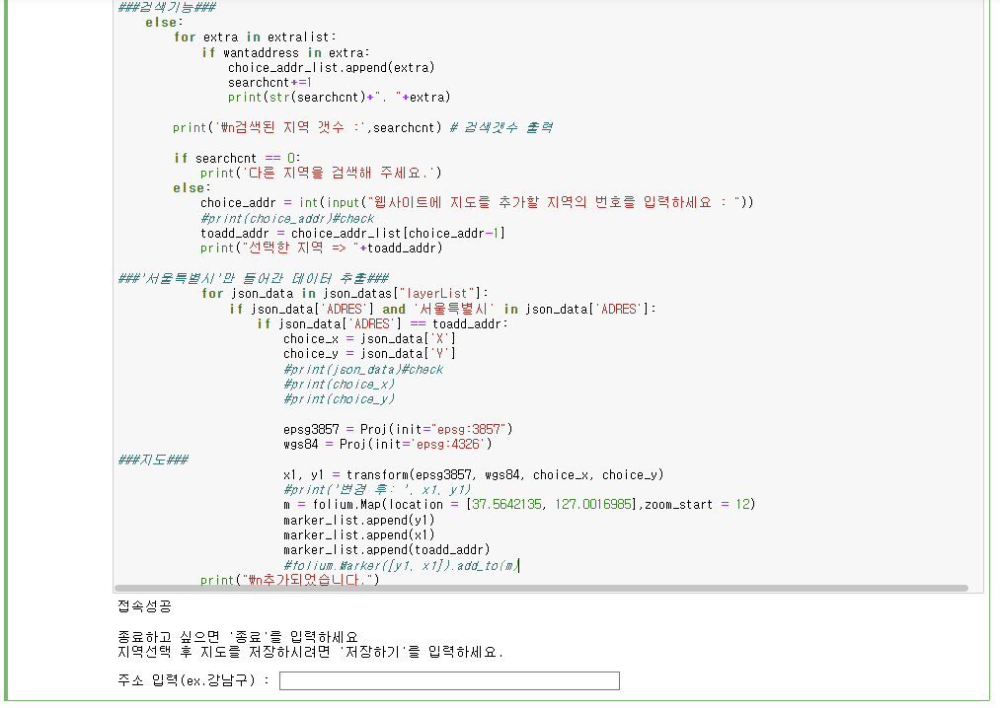 ###검색기능###
else:
for extra in extralist:
if wantaddress in extra:
choice_addr_list.append(extra)
searchcnt+=1
print(str(searchcnt)+". "+extra)
print('₩n검색된 지역 갯수 :',searchcnt) # 검색갯수 출력
if searchcnt == 0:
print('다른 지역을 검색해 주세요.')
else:
choice_addr = int(input("웹사이트에 지도를 추가할 지역의 번호를 입력하세요 : "))
#print(choice_addr)#check
toadd_addr = choice_addr_list[choice_addr-1]
print("선택한 지역 => "+toadd_addr)
###'서울특별시'만 들어간 데이터 추출###
for json_data in json_datas["layerList"]:
if json_data['ADRES'] and '서울특별시' in json_data['ADRES']:
if json_data['ADRES'] == toadd_addr:
choice_x = json_data['X']
choice_y = json_data['Y']
#print(json_data)#check
#print(choice_x)
#print(choice_y)
epsg3857 = Proj(init="epsg:3857")
wgs84 = Proj(init='epsg:4326')
###지도###
x1, y1 = transform(epsg3857, wgs84, choice_x, choice_y)
#print('변경 후: ', x1, y1)
m = folium.Map(location = [37.5642135, 127.0016985],zoom_start = 12)
marker_list.append(y1)
marker_list.append(x1)
marker_list.append(toadd_addr)
#folium.Marker([y1, x1]).add_to(m)
print("₩n추가되었습니다.")
접속성공
종료하고 싶으면 '종료'를 입력하세요
지역선택 후 지도를 저장하시려면 '저장하기'를 입력하세요.
주소 입력(ex.강남구) :